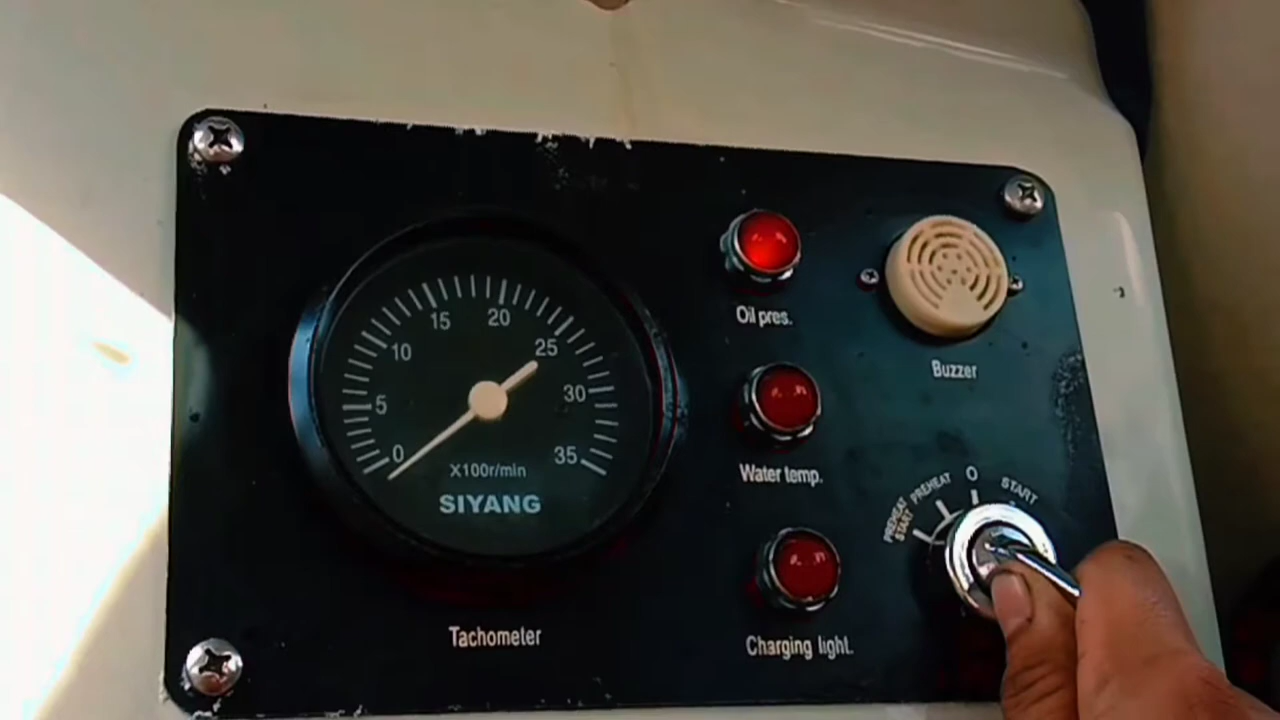 0
5
10
15
20
25
30
35
X100r/min
SIYANG
Tachometer
Oil pres.
Water temp.
Charging light.
Buzzer
PREHEAT
START
PREHEAT
0
START